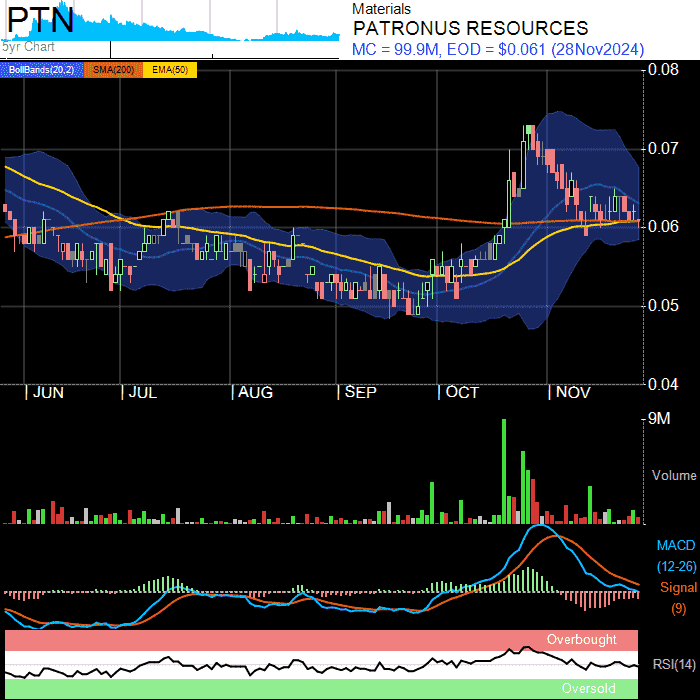 PTN
5yr Chart
Materials
PATRONUS RESOURCES
MC = 99.9M, EOD = $0.061 (28Nov2024)
BollBands(20,2) SMA(200) EMA(50)
0.08
0.07
0.06
0.05
0.04
JUN JUL AUG SEP OCT NOV
9M
Volume
MACD
(12-26)
Signal
(9)
Overbought
RSI(14)
Oversold